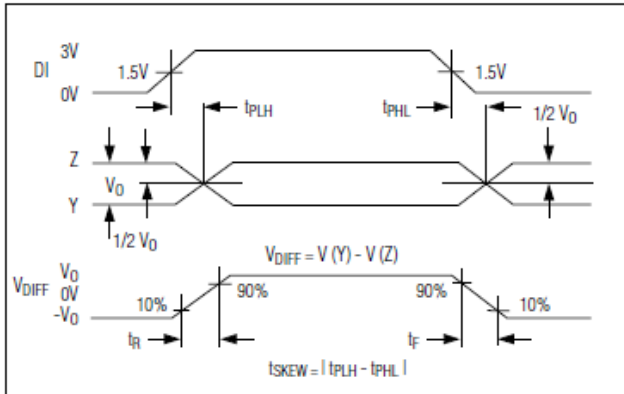 3V
DI
1.5V
1.5V
0V
tPLH
tPHL
1/2 VO
Z
VO
Y
1/2 VO
VDIFF = V (Y) - V (Z)
VO
VDIFF
0V
-VO
10%
90%
90%
10%
tR
tF
tSKEW = | tPLH - tPHL |